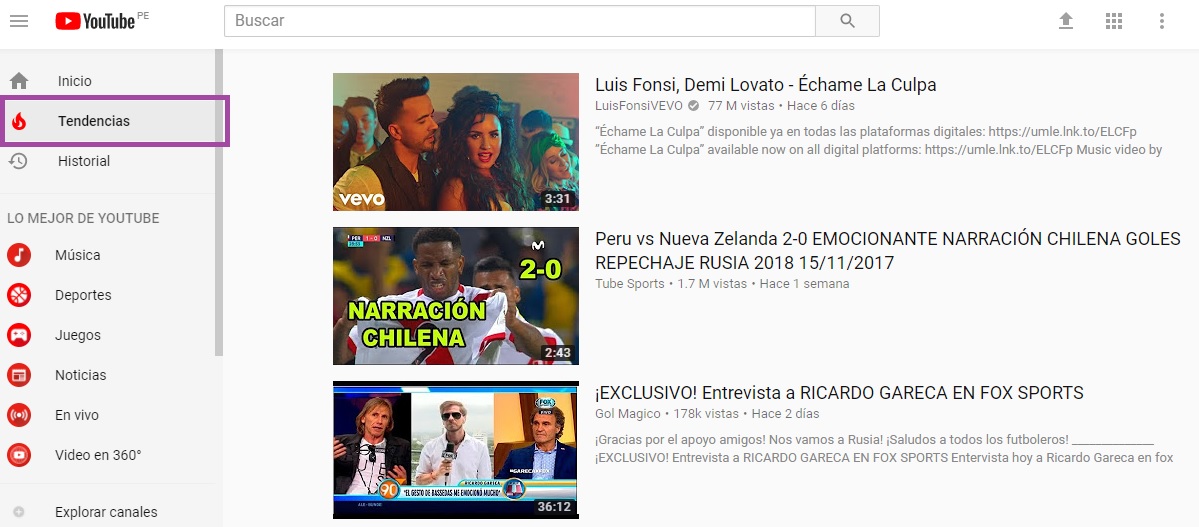 YouTube PE
Buscar
Inicio
Tendencias
Historial
LO MEJOR DE YOUTUBE
Música
Deportes
Juegos
Noticias
En vivo
Video en 360°
Explorar canales
vevo
3:31
Luis Fonsi, Demi Lovato - Échame La Culpa
LuisFonsiVEVO 77 M vistas • Hace 6 días
“Échame La Culpa” disponible ya en todas las plataformas digitales: https://umle.lnk.to/ELCFp
”Échame La Culpa” available now on all digital platforms: https://umle.lnk.to/ELCFp Music video by
PER 1-0 NZL
2-0
NARRACIÓN
CHILENA
2:43
Peru vs Nueva Zelanda 2-0 EMOCIONANTE NARRACIÓN CHILENA GOLES
REPECHAJE RUSIA 2018 15/11/2017
Tube Sports • 1.7 M vistas • Hace 1 semana
FOX
VIVO
#GARECAXFOX
90
RICARDO GARECA
"EL GESTO DE BASSEDAS ME EMOCIONÓ MUCHO"
36:12
¡EXCLUSIVO! Entrevista a RICARDO GARECA EN FOX SPORTS
Gol Magico • 178k vistas • Hace 2 días
¡Gracias por el apoyo amigos! Nos vamos a Rusia! ¡Saludos a todos los futboleros! ______________
¡EXCLUSIVO! Entrevista a RICARDO GARECA EN FOX SPORTS Entervista hoy a Ricardo Gareca en fox